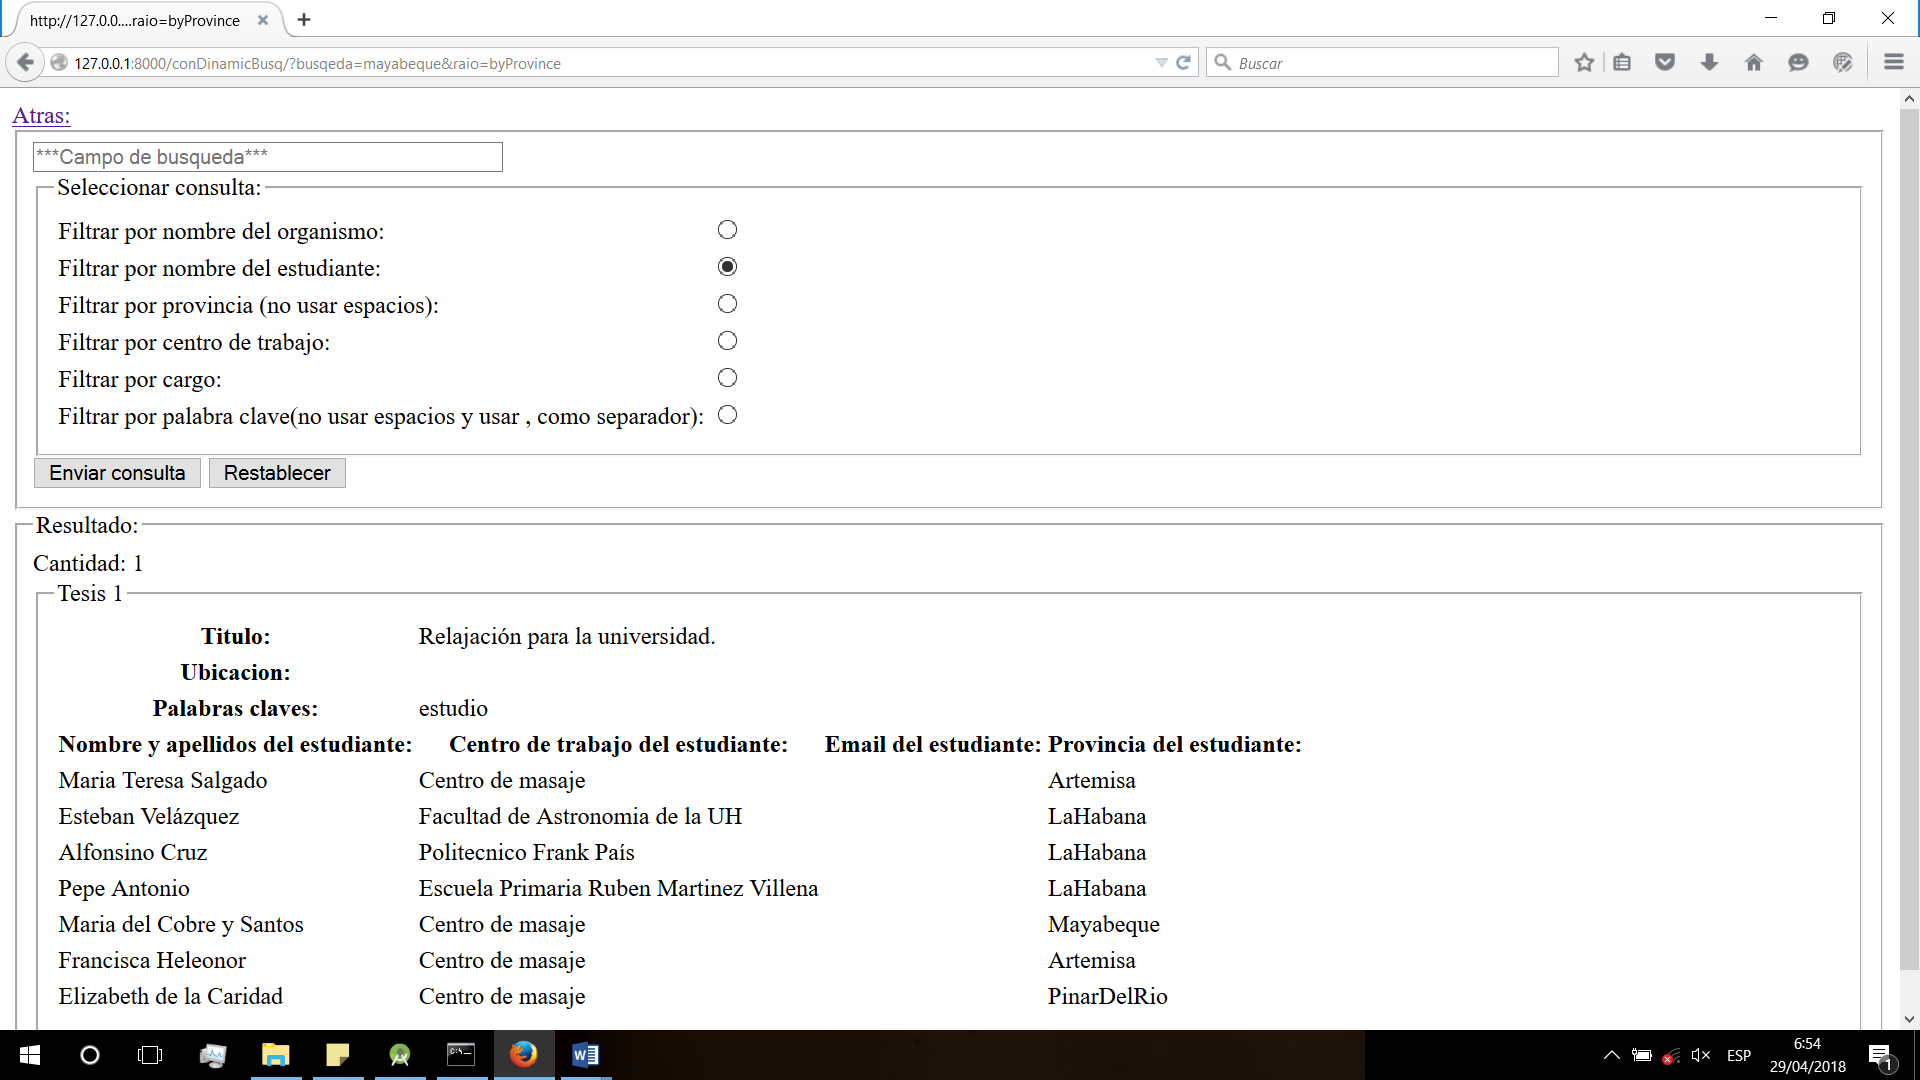 http://127.0.0....raio=byProvince
127.0.0.1:8000/conDinamicBusq/?busqeda=mayabeque&raio=byProvince
Buscar
Atras:
***Campo de busqueda***
Seleccionar consulta:
Filtrar por nombre del organismo:
Filtrar por nombre del estudiante:
Filtrar por provincia (no usar espacios):
Filtrar por centro de trabajo:
Filtrar por cargo:
Filtrar por palabra clave(no usar espacios y usar , como separador):
Enviar consulta Restablecer
Resultado:
Cantidad: 1
Tesis 1
Titulo: Relajación para la universidad.
Ubicacion:
Palabras claves: estudio
Nombre y apellidos del estudiante: Centro de trabajo del estudiante: Email del estudiante: Provincia del estudiante:
Maria Teresa Salgado Centro de masaje Artemisa
Esteban Velázquez Facultad de Astronomia de la UH LaHabana
Alfonsino Cruz Politecnico Frank País LaHabana
Pepe Antonio Escuela Primaria Ruben Martinez Villena LaHabana
Maria del Cobre y Santos Centro de masaje Mayabeque
Francisca Heleonor Centro de masaje Artemisa
Elizabeth de la Caridad Centro de masaje PinarDelRio
ESP
6:54
29/04/2018
1